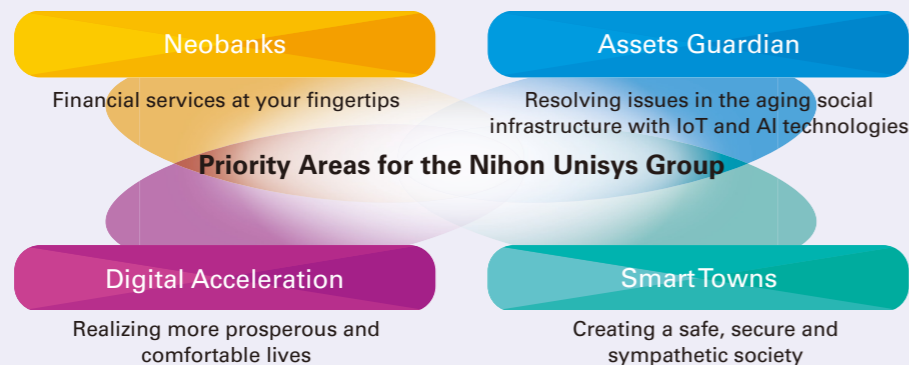 Neobanks
Financial services at your fingertips
Assets Guardian
Resolving issues in the aging social
infrastructure with IoT and AI technologies
Priority Areas for the Nihon Unisys Group
Digital Acceleration
Realizing more prosperous and
comfortable lives
Smart Towns
Creating a safe, secure and
sympathetic society